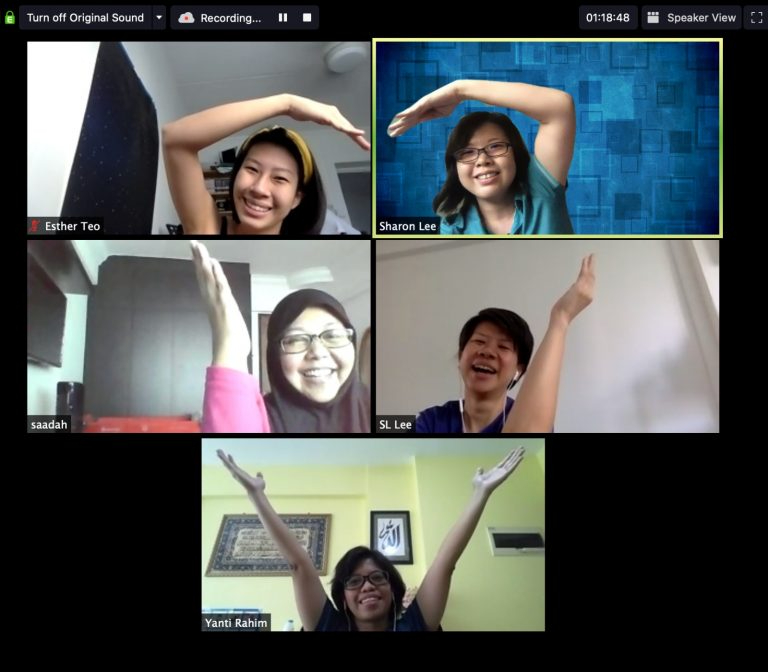 Turn off Original Sound
Recording...
01:18:48
Speaker View
Esther Teo
Sharon Lee
saadah
SL Lee
Yanti Rahim
الله